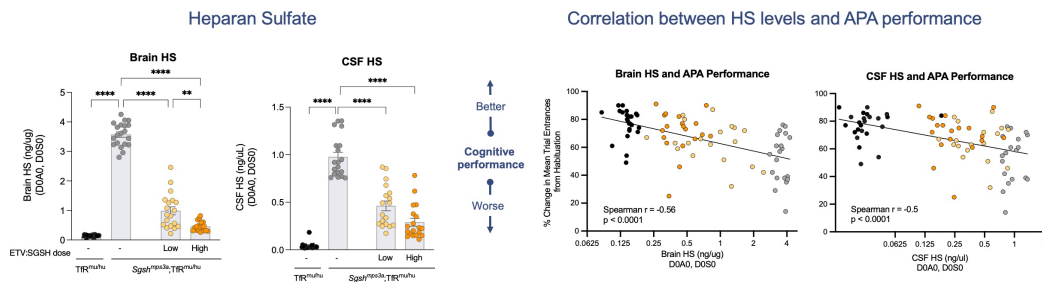 Heparan Sulfate
Correlation between HS levels and APA performance
Brain HS
****
**** **** **
Brain HS (ng/ug)
(D0A0, D0S0)
5
4
3
2
1
0
ETV:SGSH dose
- - Low High
TfR^mu/hu
Sgsh^mps3a;TfR^mu/hu
CSF HS
****
**** ****
CSF HS (ng/uL)
(D0A0, D0S0)
1.5
1.0
0.5
0.0
- - Low High
TfR^mu/hu
Sgsh^mps3a;TfR^mu/hu
Better
Cognitive
performance
Worse
Brain HS and APA Performance
% Change in Mean Trial Entrances
from Habituation
100
80
60
40
20
0
Spearman r = -0.56
p < 0.0001
0.0625 0.125 0.25 0.5 1 2 4
Brain HS (ng/ug)
D0A0, D0S0
CSF HS and APA Performance
100
80
60
40
20
0
Spearman r = -0.5
p < 0.0001
0.0625 0.125 0.25 0.5 1
CSF HS (ng/ul)
D0A0, D0S0